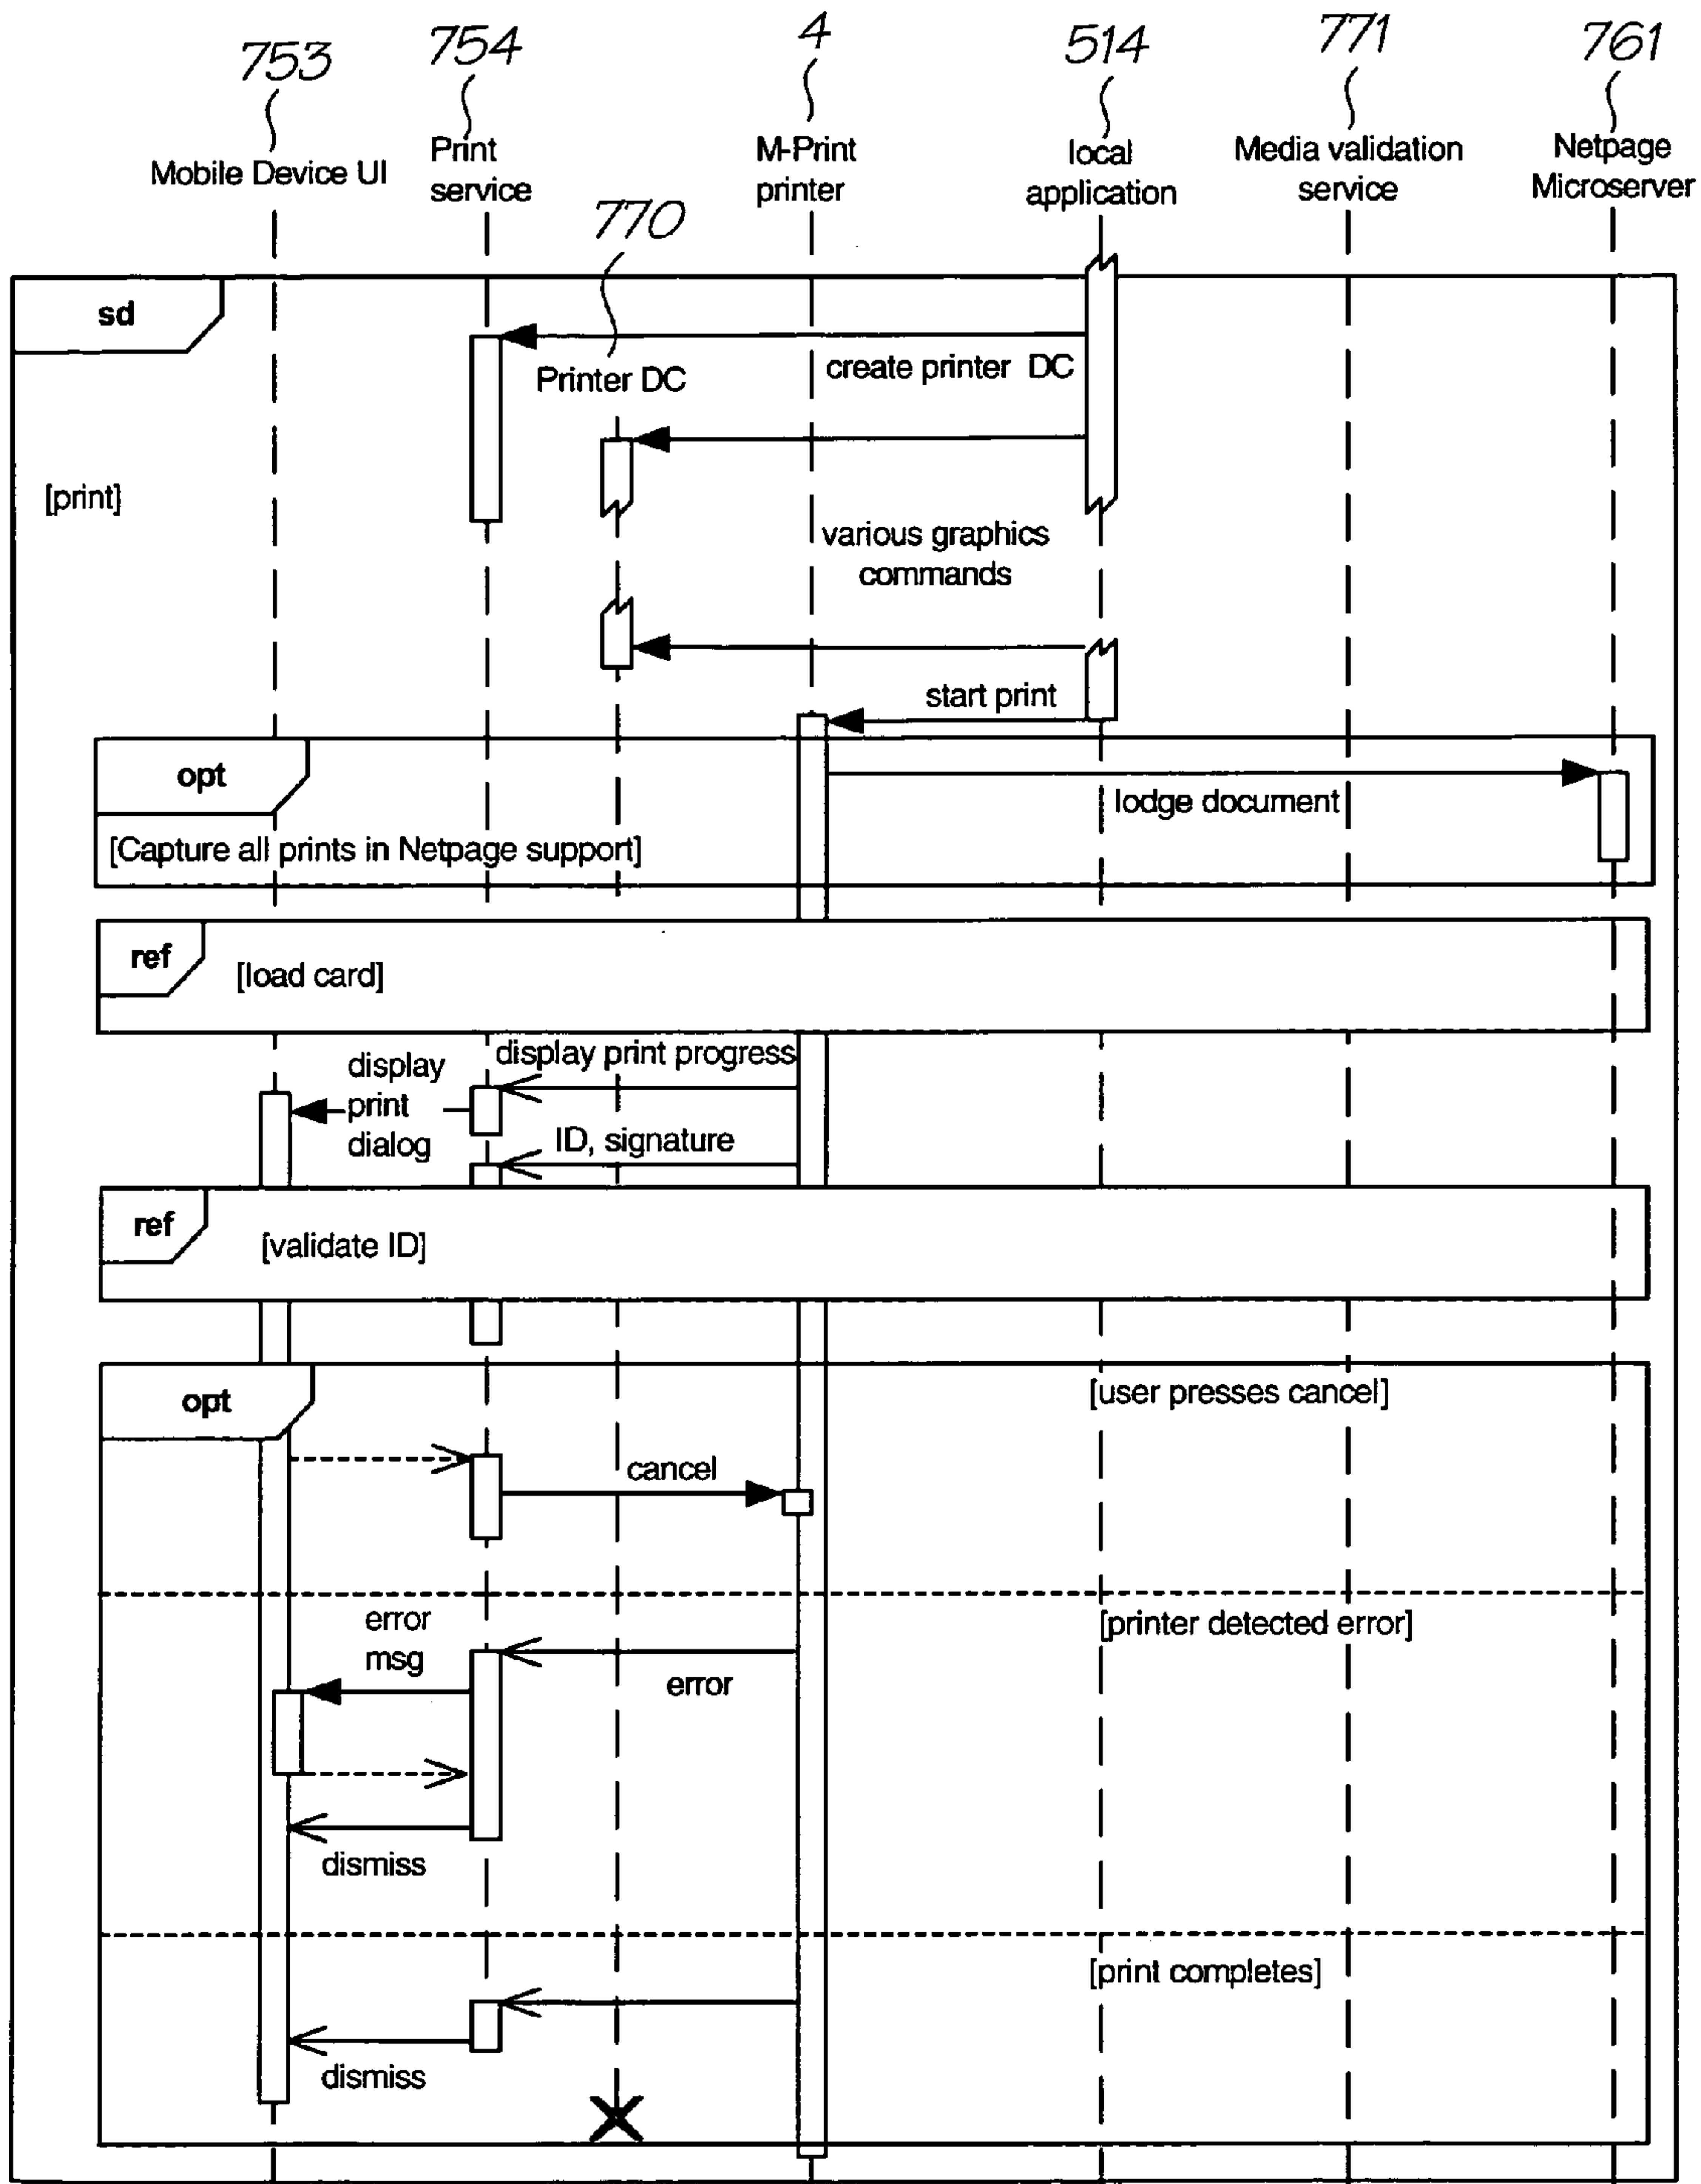 753
754
4
514
771
761
Mobile Device UI
Print
service
M-Print
printer
local
application
Media validation
service
Netpage
Microserver
770
sd
Printer DC
create printer DC
[print]
various graphics
commands
start print
opt
lodge document
[Capture all prints in Netpage support]
ref
[load card]
display print progress
display
print
dialog
ID, signature
ref
[validate ID]
opt
[user presses cancel]
cancel
[printer detected error]
error
msg
error
dismiss
[print completes]
dismiss